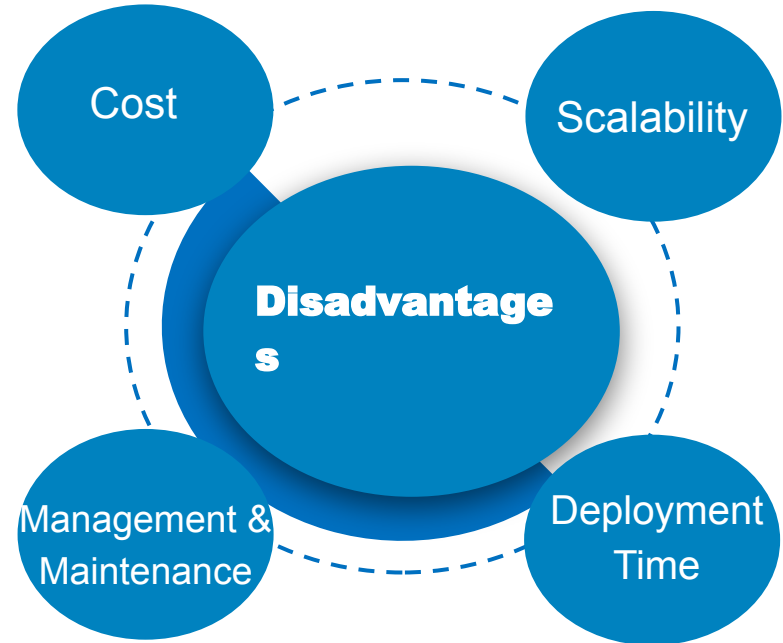 Cost
Scalability
Disadvantage
s
Management &
Maintenance
Deployment
Time